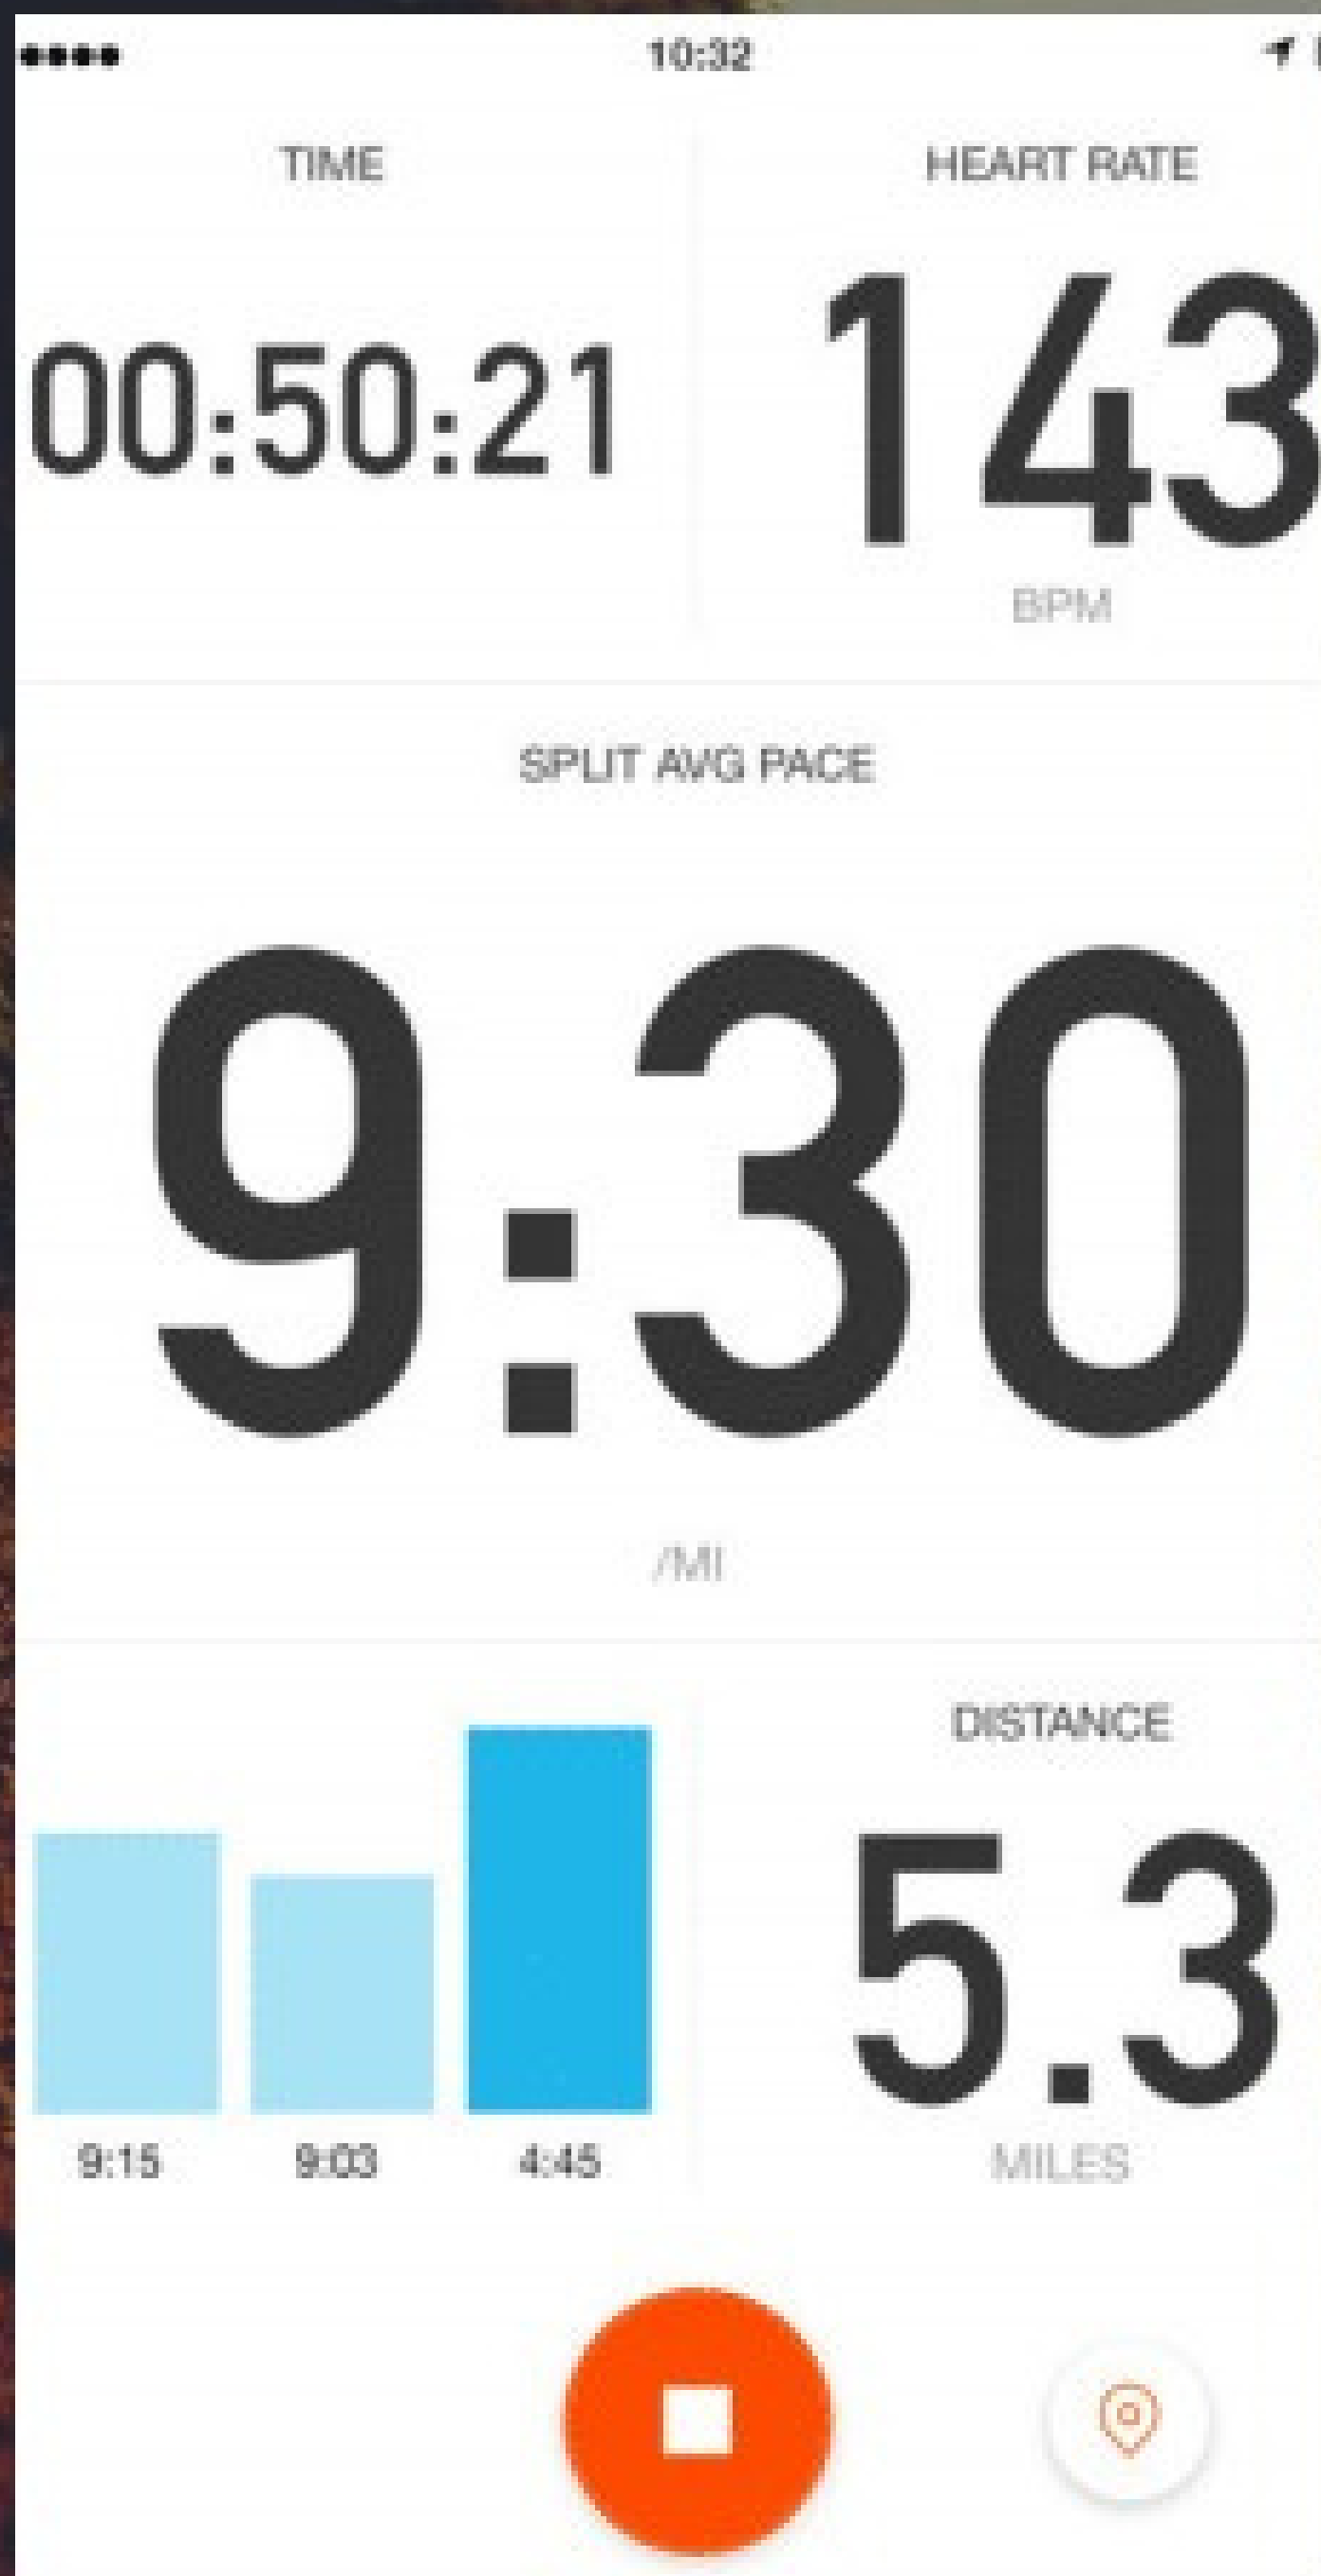 10:32
TIME
HEART RATE
00:50:21
143
BPM
SPLIT AVG PACE
9:30
/MI
DISTANCE
5.3
9:15 9:03 4:45
MILES